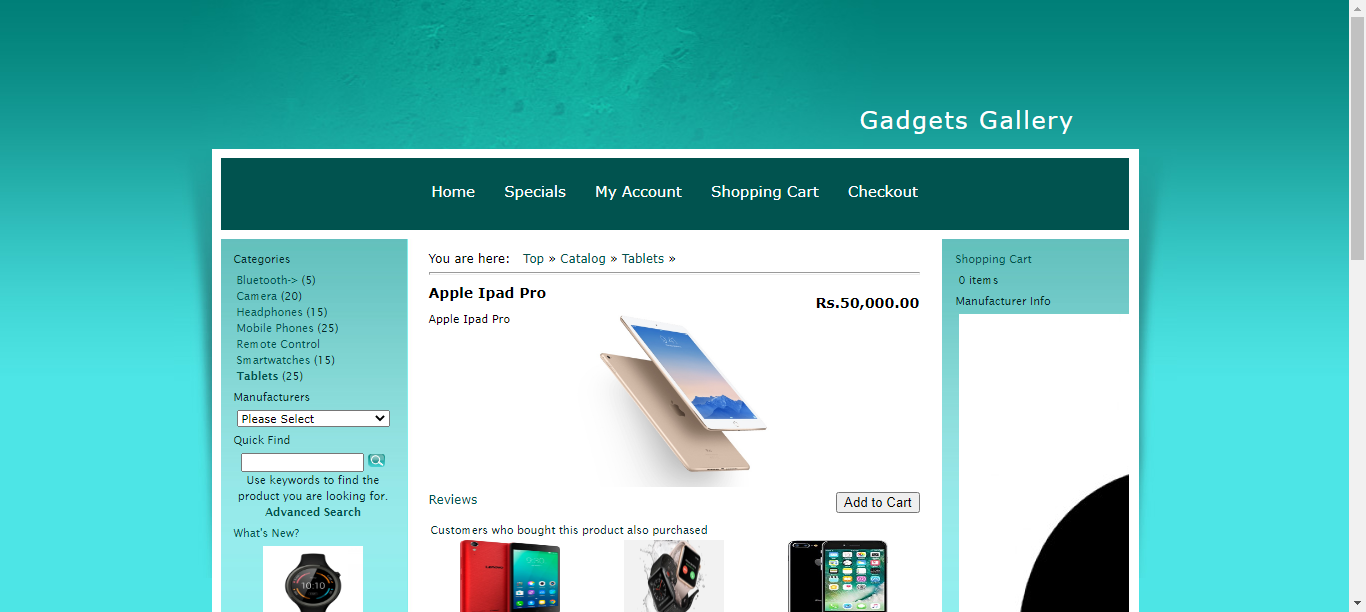 Gadgets Gallery
Home Specials My Account Shopping Cart Checkout
Categories
Bluetooth-> (5)
Camera (20)
Headphones (15)
Mobile Phones (25)
Remote Control
Smartwatches (15)
Tablets (25)
Manufacturers
Please Select
Quick Find
Use keywords to find the
product you are looking for.
Advanced Search
What's New?
You are here: Top » Catalog » Tablets »
Apple Ipad Pro
Rs.50,000.00
Apple Ipad Pro
Reviews
Add to Cart
Customers who bought this product also purchased
Shopping Cart
0 items
Manufacturer Info